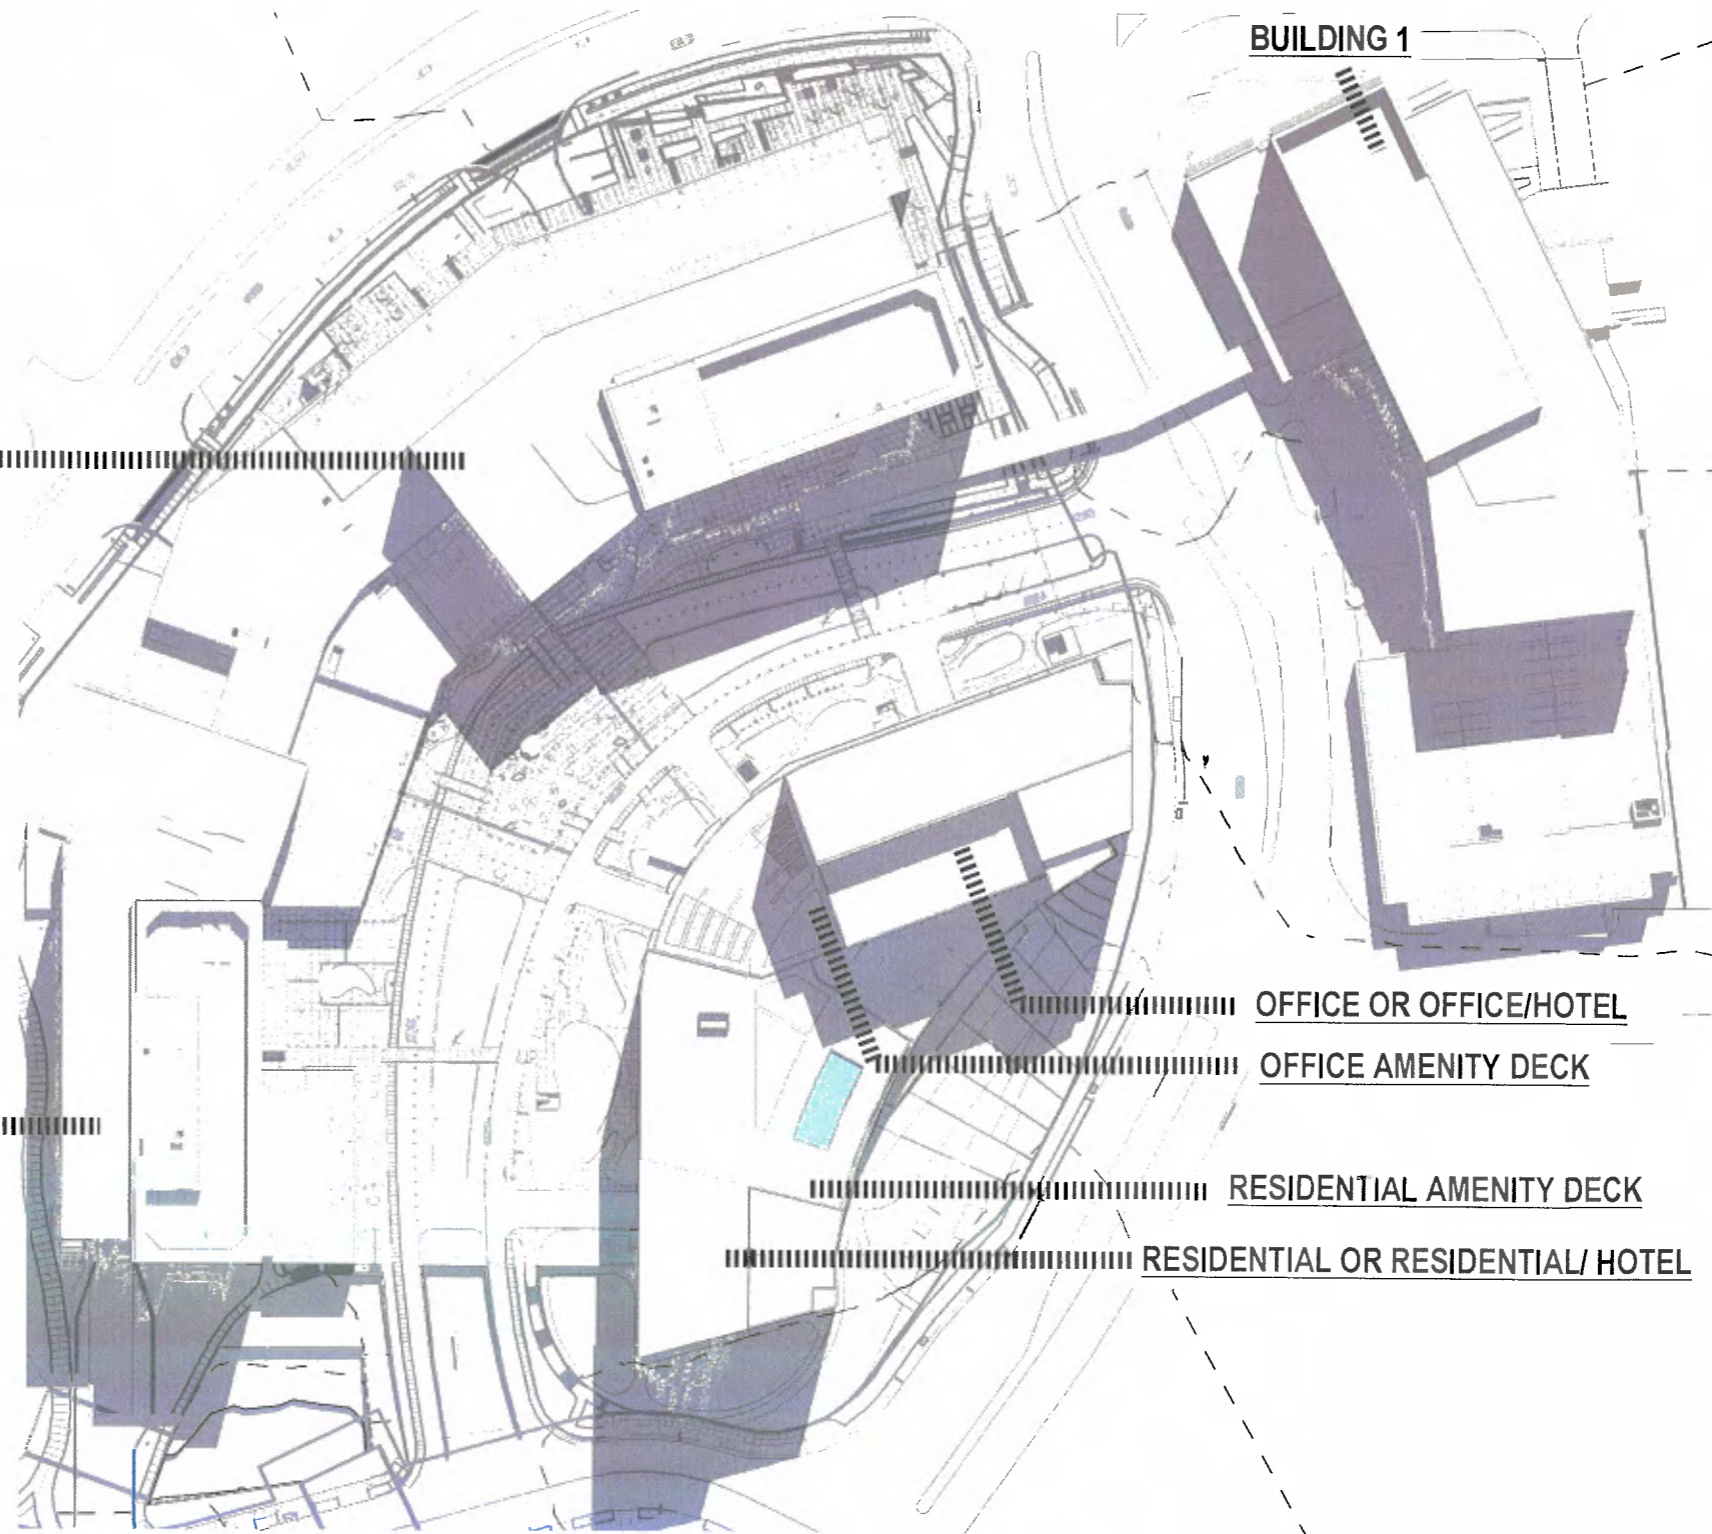 BUILDING 1
OFFICE OR OFFICE/HOTEL
OFFICE AMENITY DECK
RESIDENTIAL AMENITY DECK
RESIDENTIAL OR RESIDENTIAL/ HOTEL